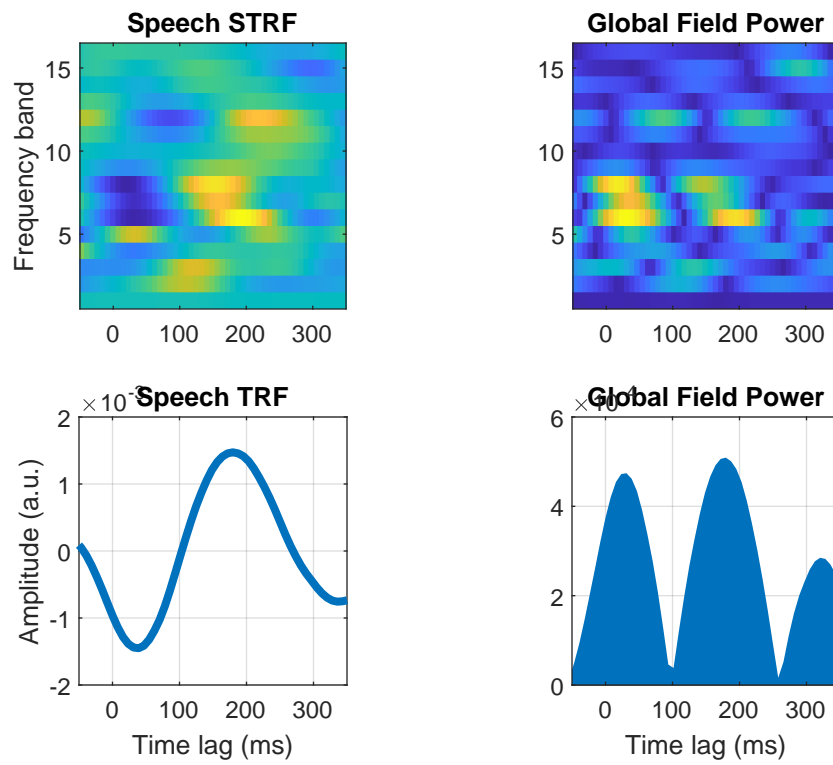 Speech STRF
Frequency band
15
10
5
0 100 200 300
Global Field Power
15
10
5
0 100 200 300
Speech TRF
× 10⁻³
Amplitude (a.u.)
2
1
0
-1
-2
0 100 200 300
Time lag (ms)
Global Field Power
6
4
2
0
0 100 200 300
Time lag (ms)